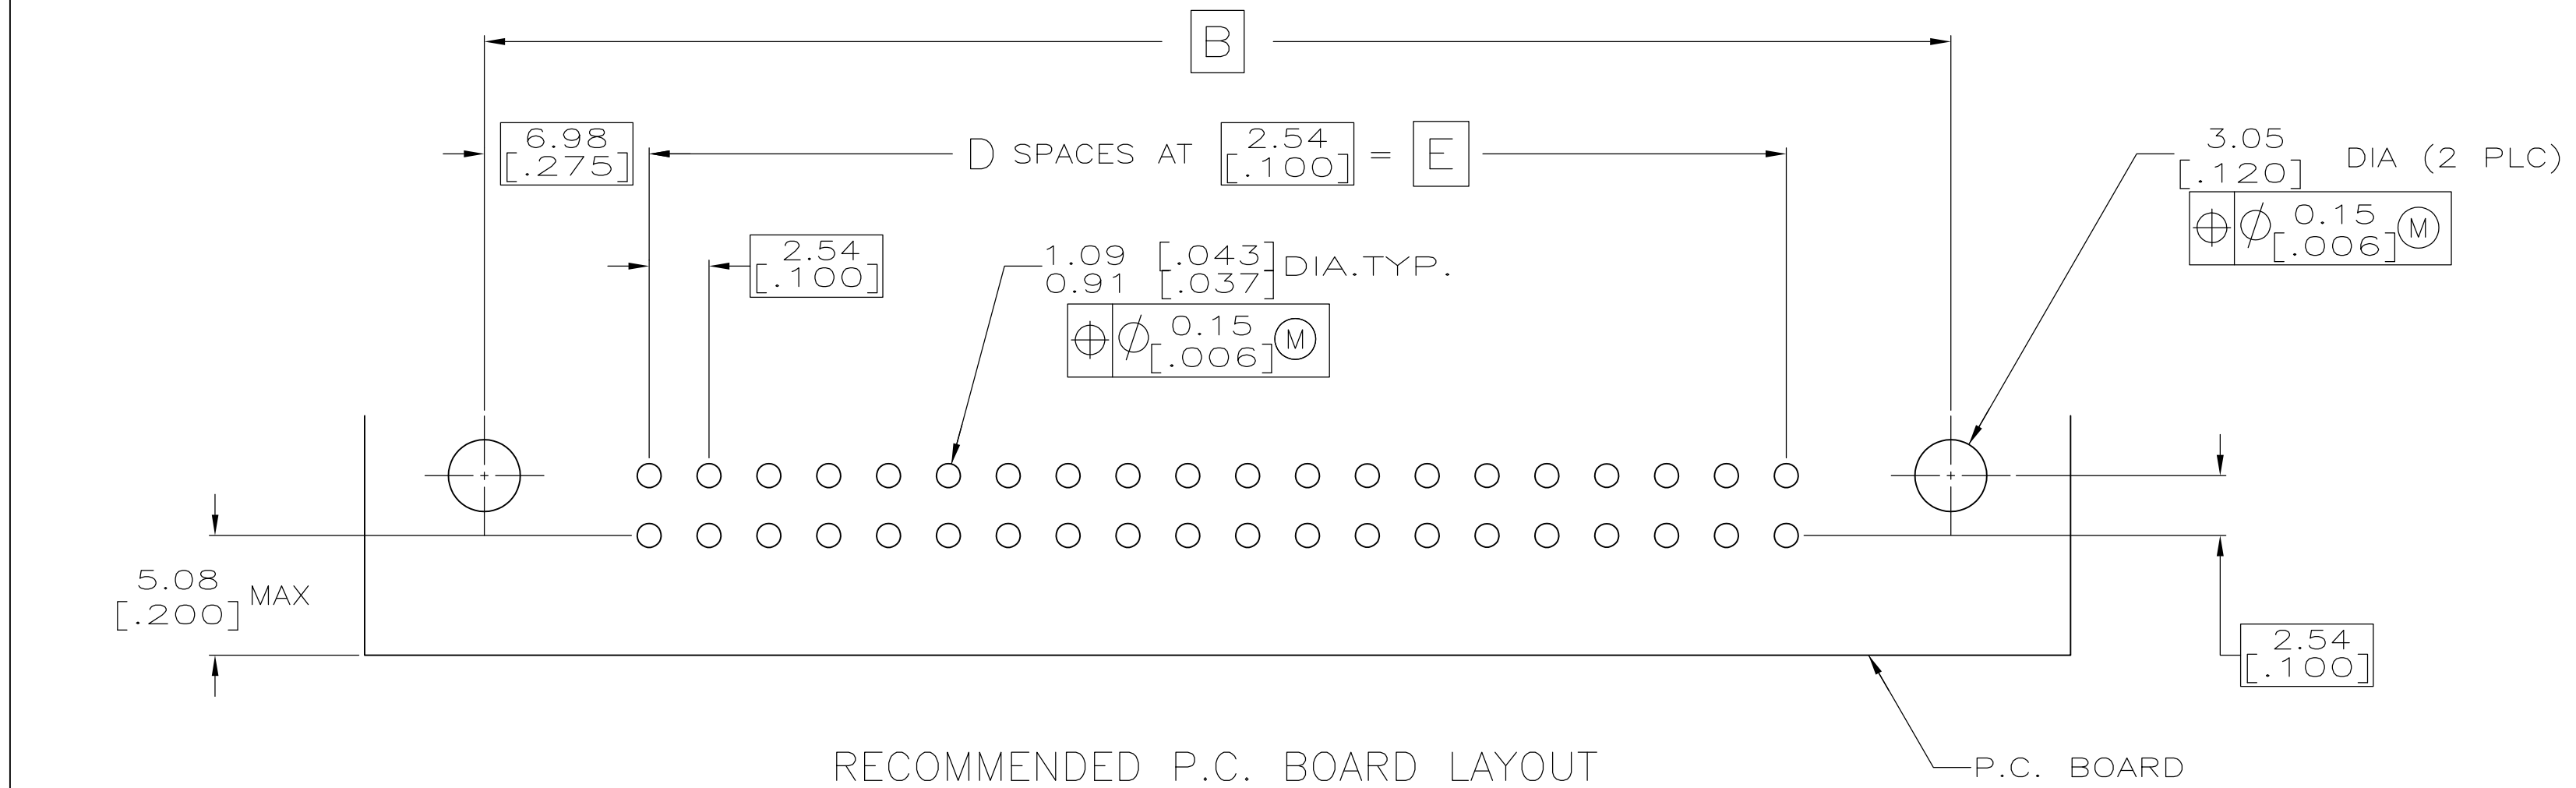 B
6.98
[.275]
D SPACES AT 2.54 = E
[.100]
3.05
[.120] DIA (2 PLC)
⌖ ⌀ 0.15 Ⓜ
[.006]
2.54
[.100]
1.09 [.043] DIA.TYP.
0.91 [.037]
⌖ ⌀ 0.15 Ⓜ
[.006]
5.08
[.200] MAX
2.54
[.100]
RECOMMENDED P.C. BOARD LAYOUT
P.C. BOARD